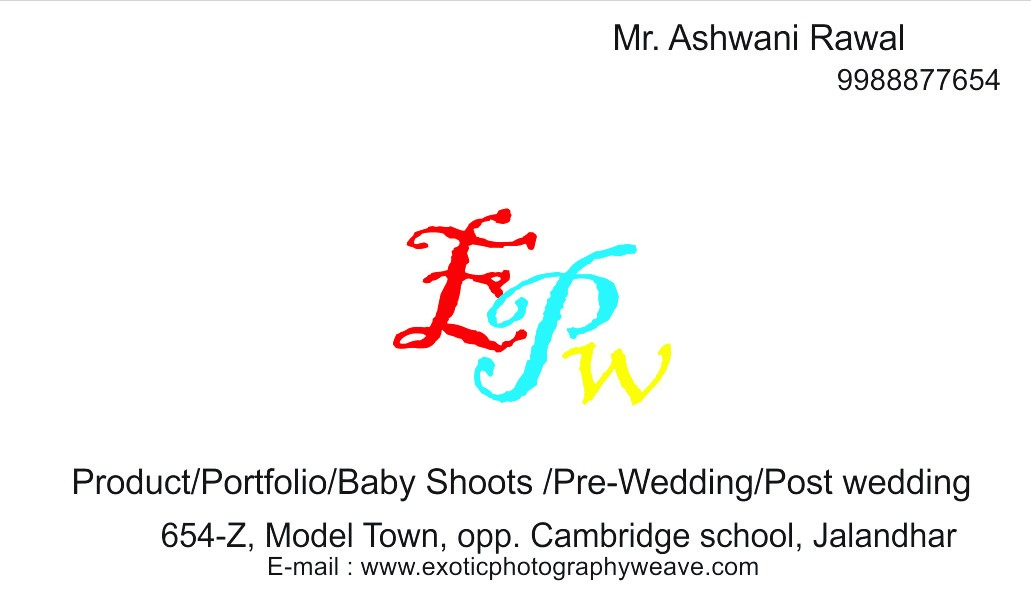 Mr. Ashwani Rawal
9988877654
EPw
Product/Portfolio/Baby Shoots /Pre-Wedding/Post wedding
654-Z, Model Town, opp. Cambridge school, Jalandhar
E-mail : www.exoticphotographyweave.com